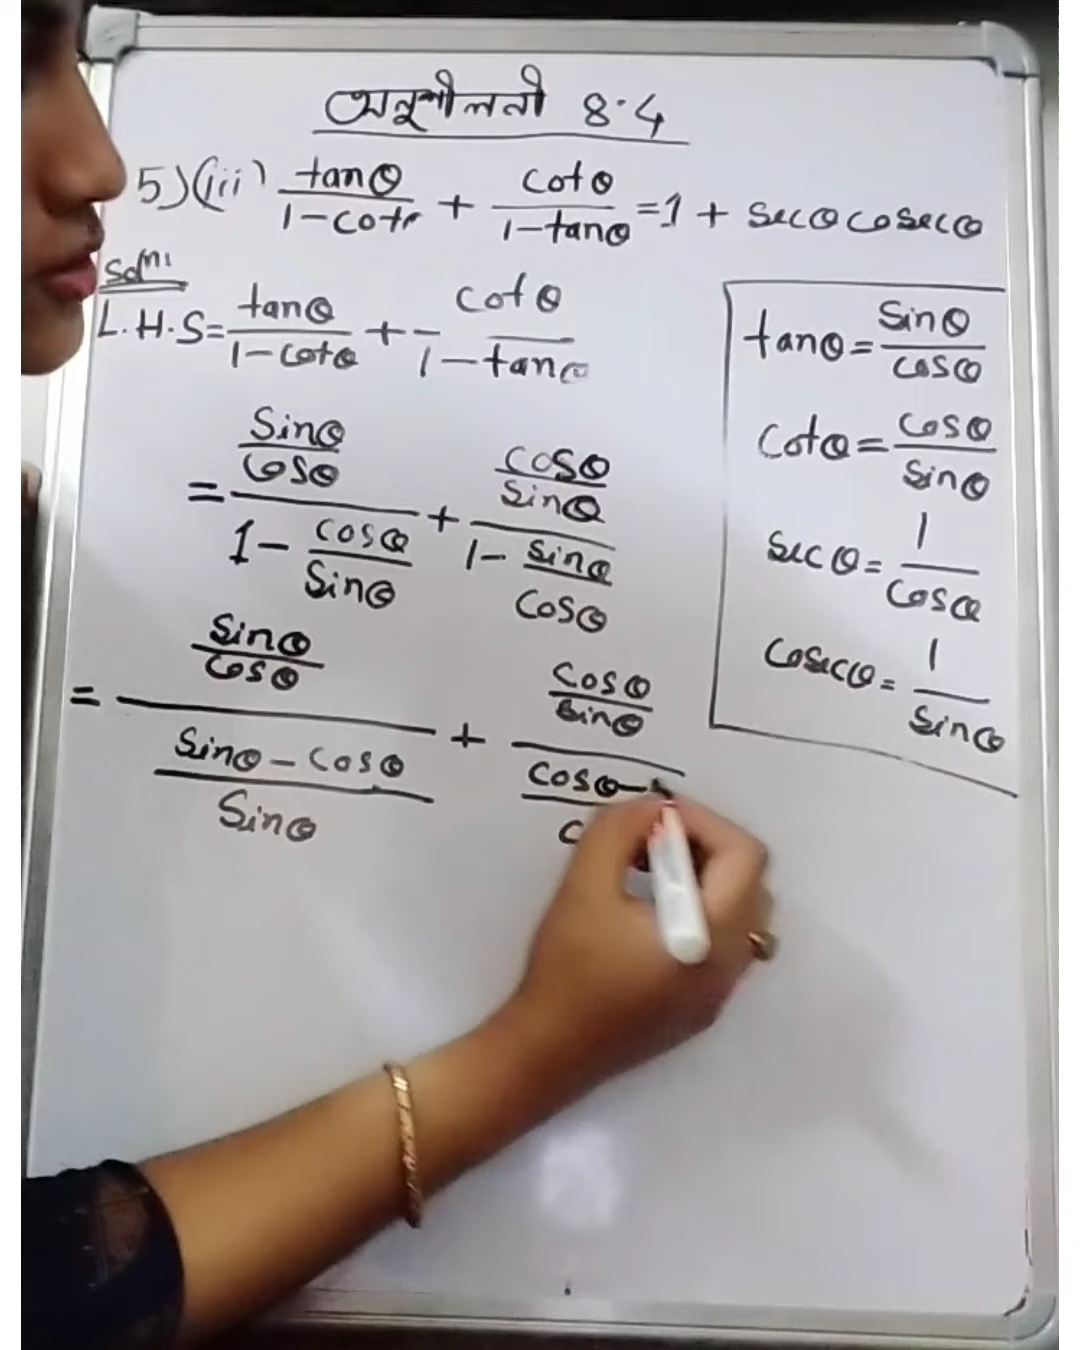 অনুশীলনী 8.4
5)(iii) tanθ/1-cotθ + cotθ/1-tanθ = 1 + secθ cosecθ
Soln:
L.H.S = tanθ/1-cotθ + cotθ/1-tanθ
= sinθ/cosθ / 1 - cosθ/sinθ + cosθ/sinθ / 1 - sinθ/cosθ
= sinθ/cosθ / sinθ - cosθ/sinθ + cosθ/sinθ / cosθ -
tanθ = sinθ/cosθ
cotθ = cosθ/sinθ
secθ = 1/cosθ
cosecθ = 1/sinθ